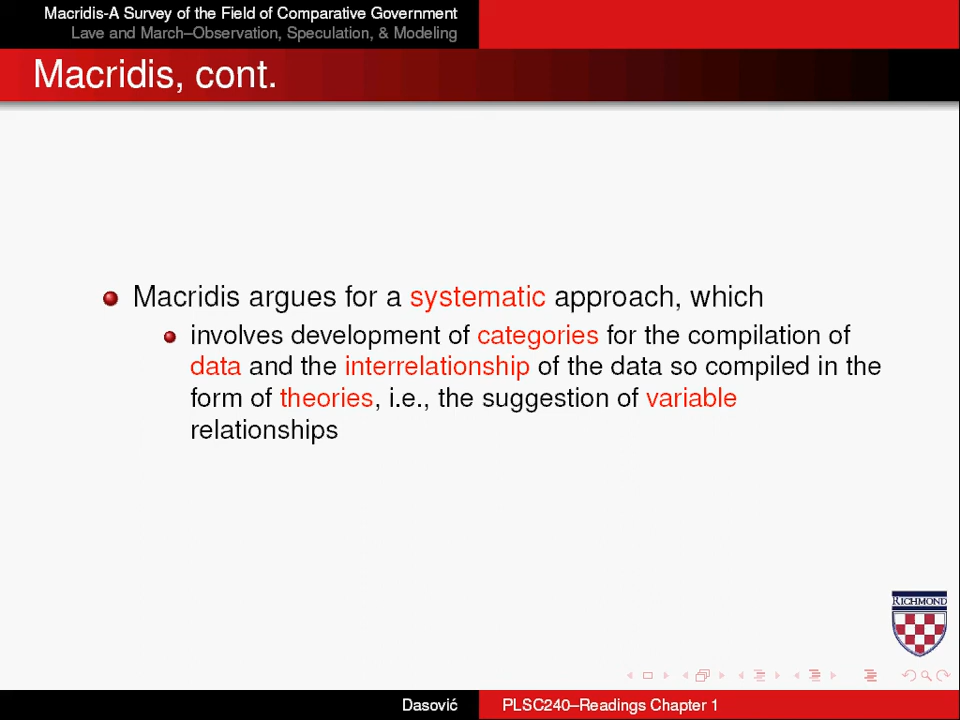 Macridis-A Survey of the Field of Comparative Government
Lave and March–Observation, Speculation, & Modeling
Macridis, cont.
Macridis argues for a systematic approach, which
involves development of categories for the compilation of
data and the interrelationship of the data so compiled in the
form of theories, i.e., the suggestion of variable
relationships
RICHMOND
Dasović
PLSC240–Readings Chapter 1